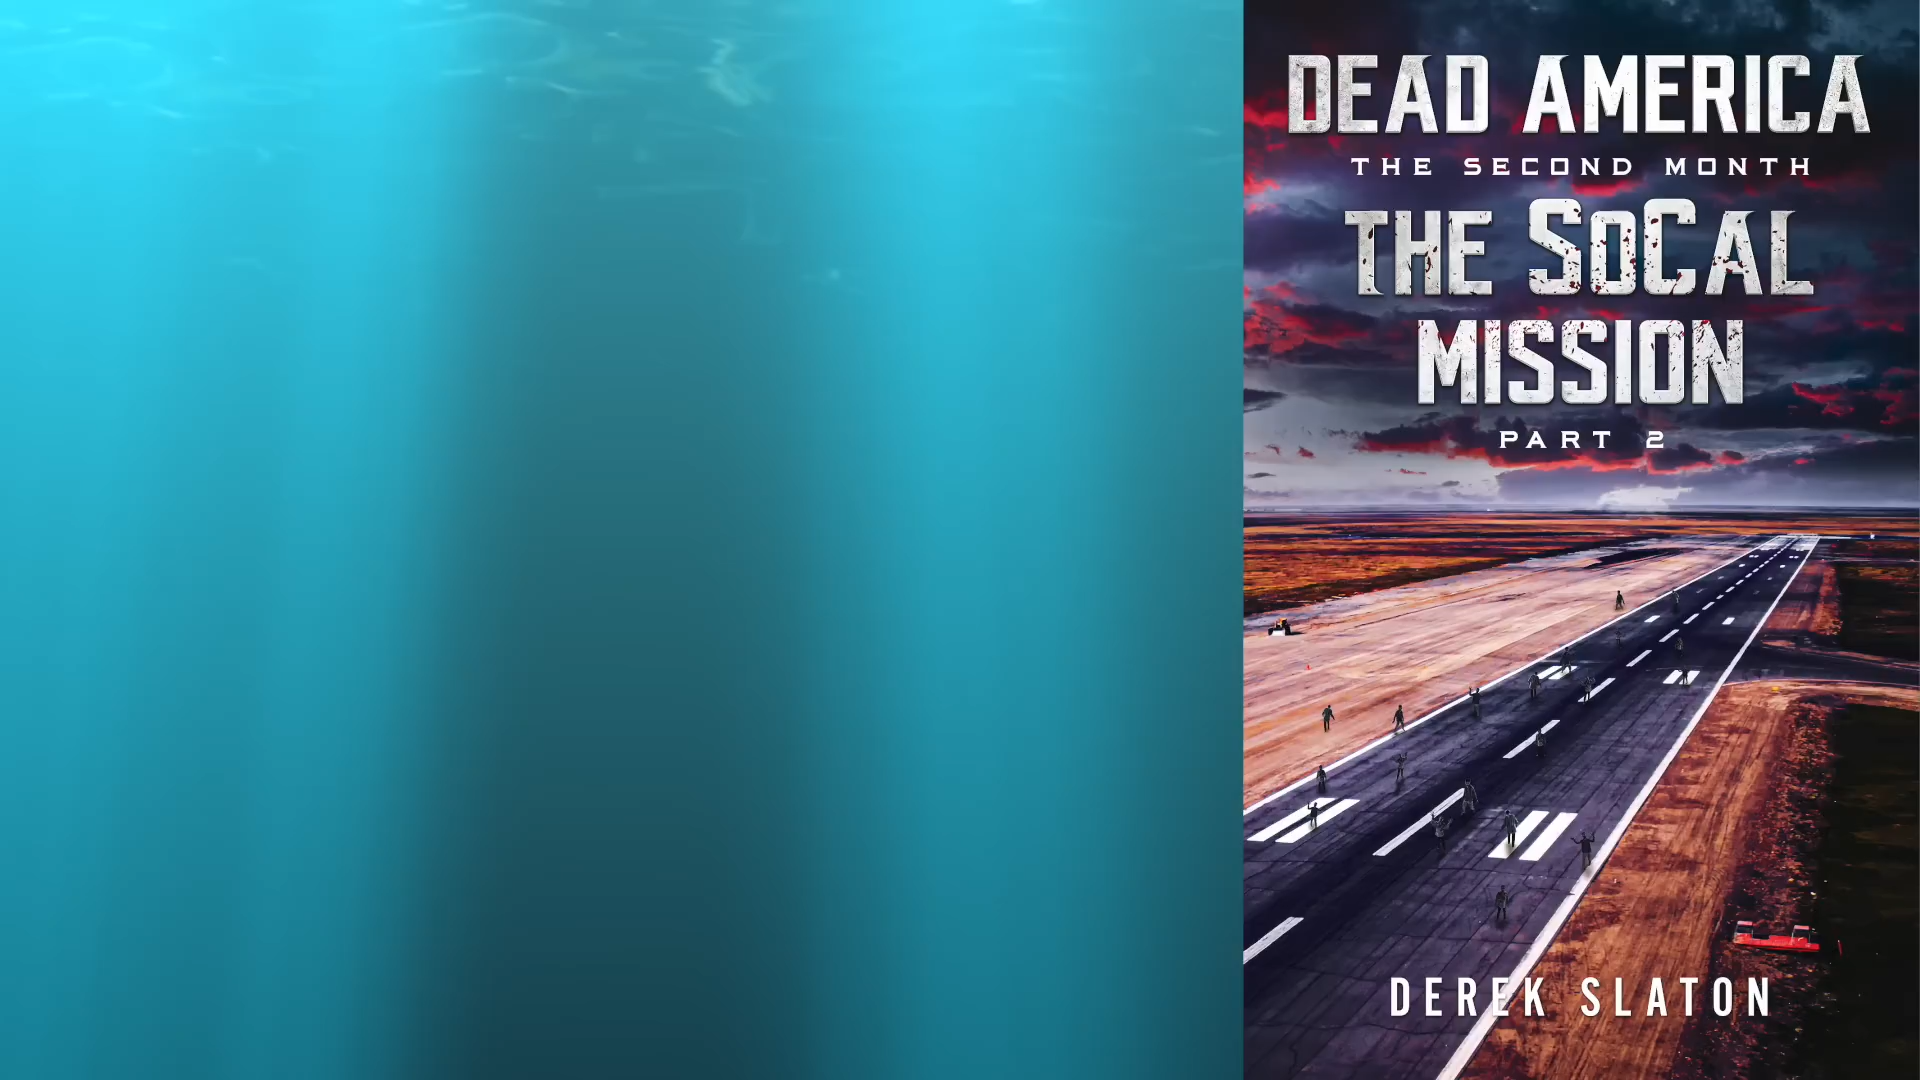 DEAD AMERICA
THE SECOND MONTH
THE SOCAL
MISSION
PART 2
DEREK SLATON